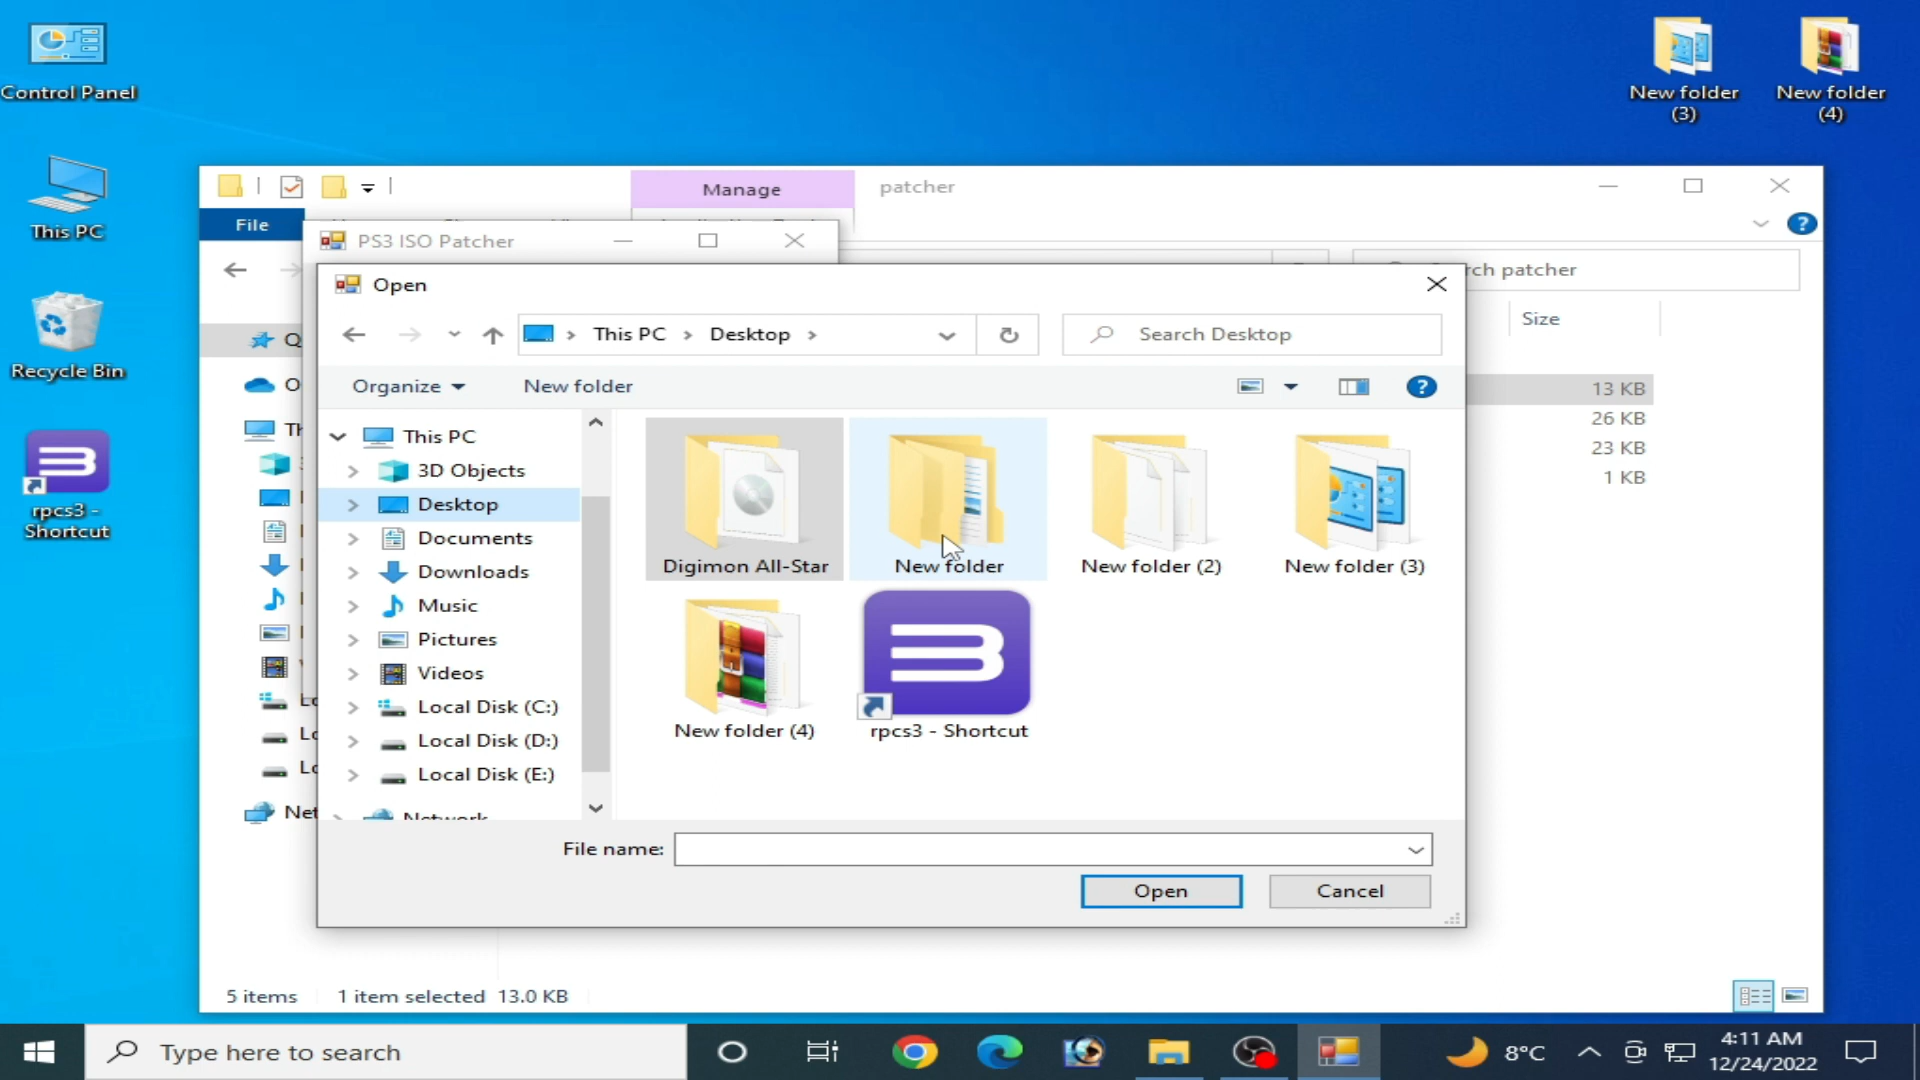 Control Panel
New folder
(3)
New folder
(4)
This PC
Recycle Bin
rpcs3 -
Shortcut
Manage
patcher
File
PS3 ISO Patcher
rch patcher
Size
13 KB
26 KB
23 KB
1 KB
Open
This PC
Desktop
Search Desktop
Organize
New folder
This PC
3D Objects
Desktop
Documents
Downloads
Music
Pictures
Videos
Local Disk (C:)
Local Disk (D:)
Local Disk (E:)
Network
Digimon All-Star
New folder
New folder (2)
New folder (3)
New folder (4)
rpcs3 - Shortcut
File name:
Open
Cancel
5 items
1 item selected 13.0 KB
Type here to search
8°C
4:11 AM
12/24/2022